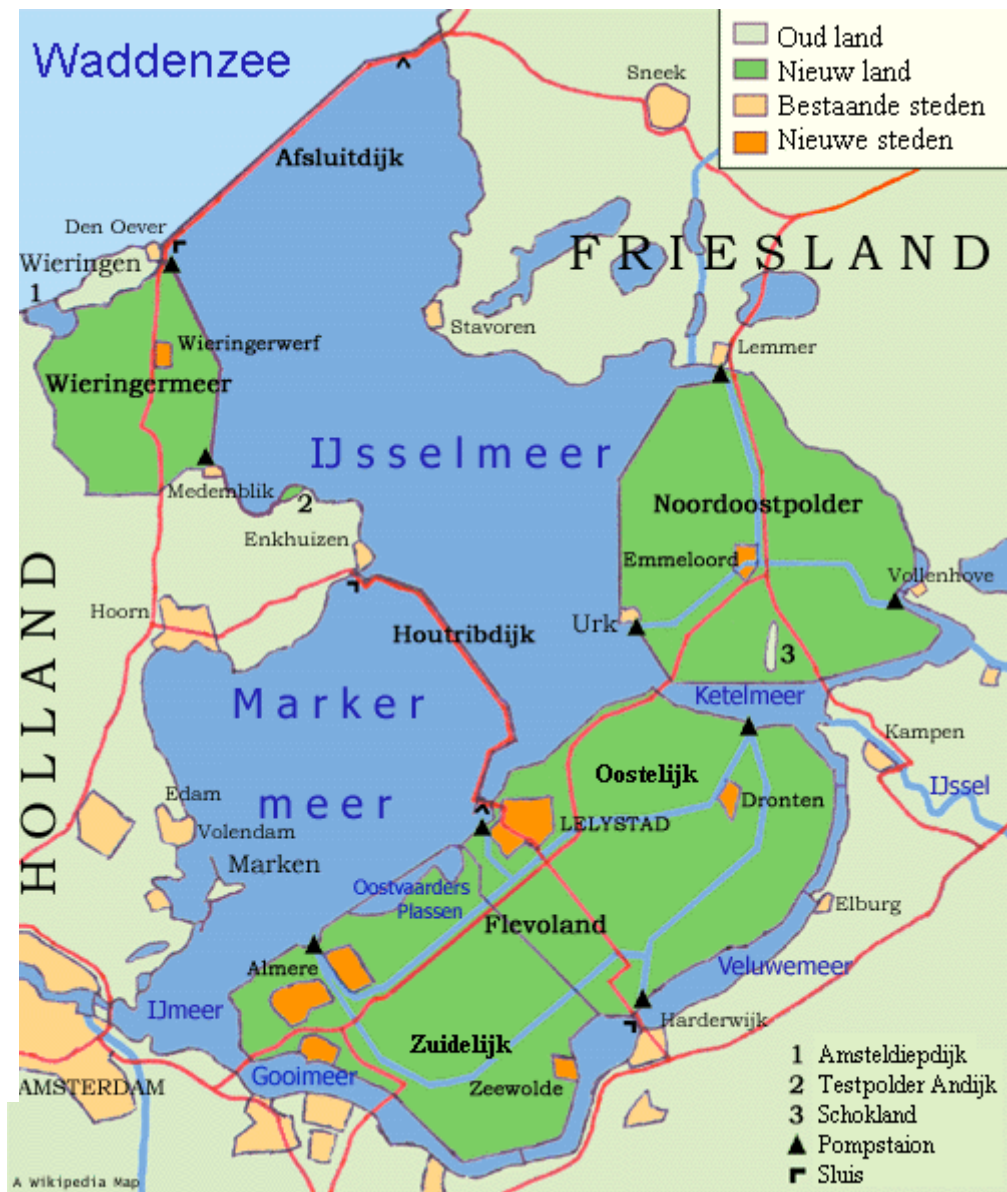 Waddenzee
Oud land
Nieuw land
Bestaande steden
Nieuwe steden
Sneek
Afsluitdijk
Den Oever
Wieringen
1
FRIESLAND
Stavoren
Wieringerwerf
Lemmer
Wieringermeer
IJsselmeer
Medemblik
2
Noordoostpolder
Enkhuizen
Emmeloord
Vollenhove
HOLLAND
Hoorn
Houtribdijk
Urk
3
Marker
meer
Ketelmeer
Kampen
IJssel
Oostelijk
Dronten
Edam
Volendam
LELYSTAD
Marken
Oostvaarders
Plassen
Flevoland
Elburg
Almere
Veluwemeer
IJmeer
Harderwijk
Zuidelijk
Gooimeer
Zeewolde
AMSTERDAM
1 Amsteldiepdijk
2 Testpolder Andijk
3 Schokland
Pompstaion
Sluis
A Wikipedia Map